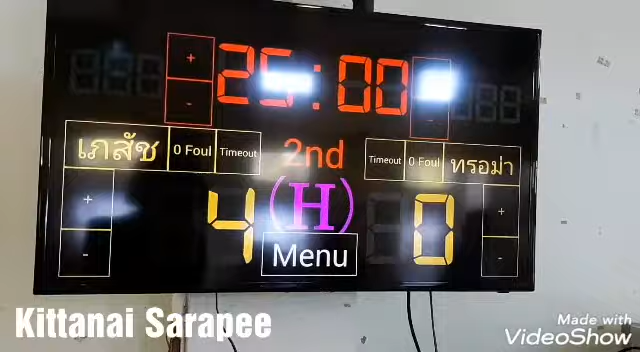 + 25:00
- -
เภสัช 0 Foul Timeout 2nd Timeout 0 Foul ทรอม่า
+ 4 (H) 0 +
- Menu -
Kittanai Sarapee
Made with
VideoShow